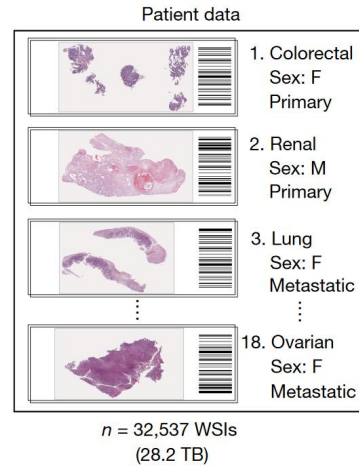 Patient data
1. Colorectal
Sex: F
Primary
2. Renal
Sex: M
Primary
3. Lung
Sex: F
Metastatic
18. Ovarian
Sex: F
Metastatic
n = 32,537 WSIs
(28.2 TB)